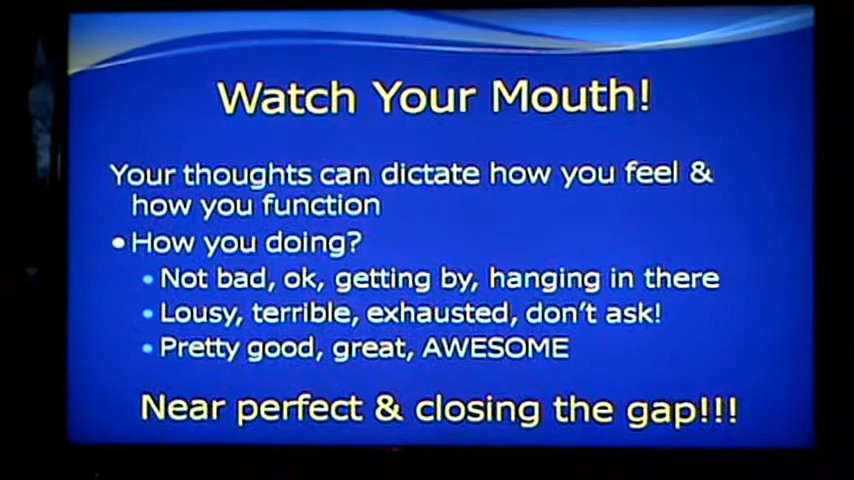 Watch Your Mouth!
Your thoughts can dictate how you feel &
how you function
•How you doing?
•Not bad, ok, getting by, hanging in there
•Lousy, terrible, exhausted, don't ask!
•Pretty good, great, AWESOME
Near perfect & closing the gap!!!